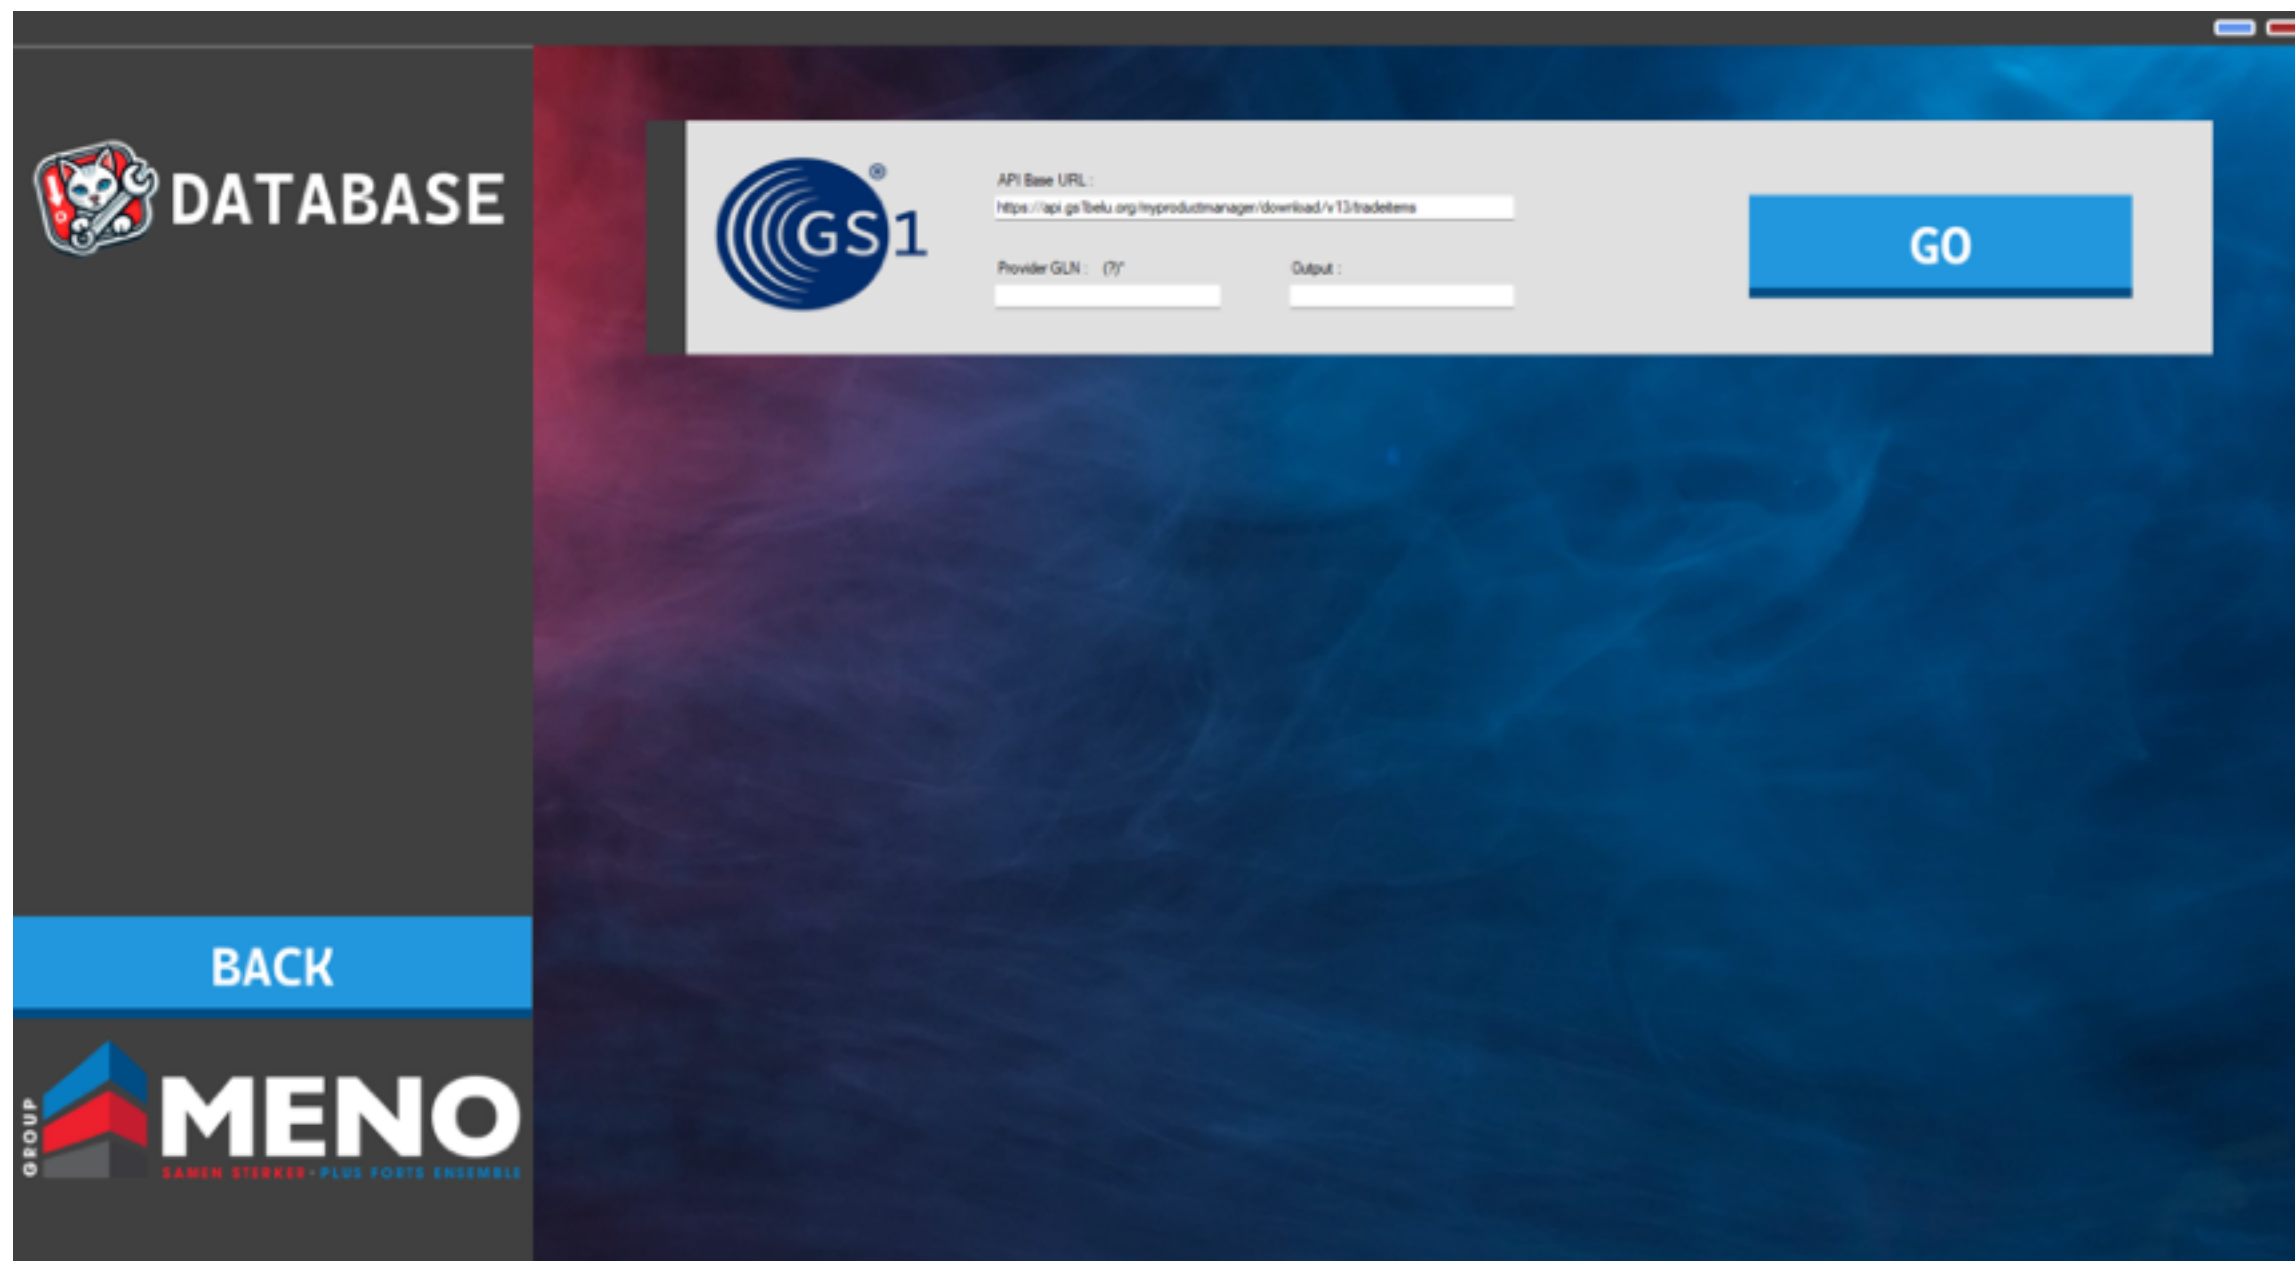 DATABASE
GS1
®
API Base URL :
https://api.gs1belu.org/myproductmanager/download/v13/tradeitems
Provider GLN : (?)*
Output :
GO
BACK
GROUP
MENO
SAMEN STERKER-PLUS FORTS ENSEMBLE